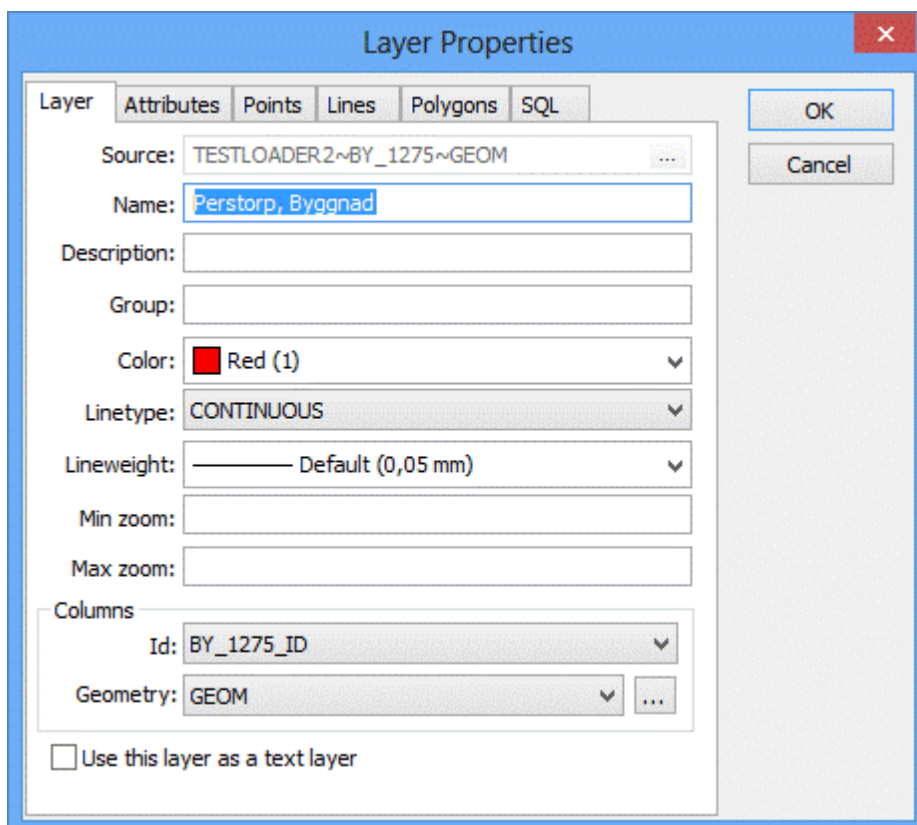 Layer Properties
Layer Attributes Points Lines Polygons SQL
OK
Cancel
Source: TESTLOADER2~BY_1275~GEOM ...
Name: Perstorp, Byggnad
Description:
Group:
Color: Red (1)
Linetype: CONTINUOUS
Lineweight: Default (0,05 mm)
Min zoom:
Max zoom:
Columns
Id: BY_1275_ID
Geometry: GEOM ...
Use this layer as a text layer